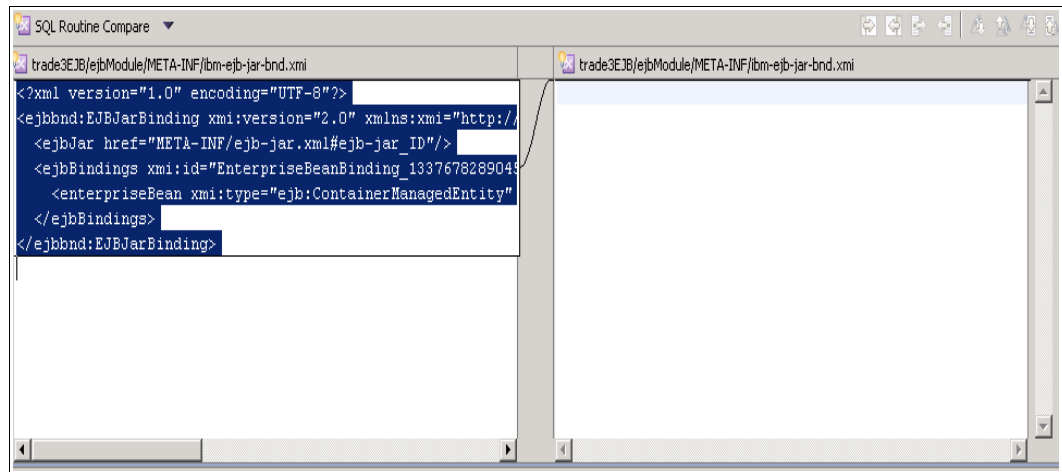 SQL Routine Compare
trade3EJB/ejbModule/META-INF/ibm-ejb-jar-bnd.xmi
trade3EJB/ejbModule/META-INF/ibm-ejb-jar-bnd.xmi
<?xml version="1.0" encoding="UTF-8"?>
<ejbbnd:EJBJarBinding xmi:version="2.0" xmlns:xmi="http:/
<ejbJar href="META-INF/ejb-jar.xml#ejb-jar_ID"/>
<ejbBindings xmi:id="EnterpriseBeanBinding_1337678289045
<enterpriseBean xmi:type="ejb:ContainerManagedEntity"
</ejbBindings>
</ejbbnd:EJBJarBinding>